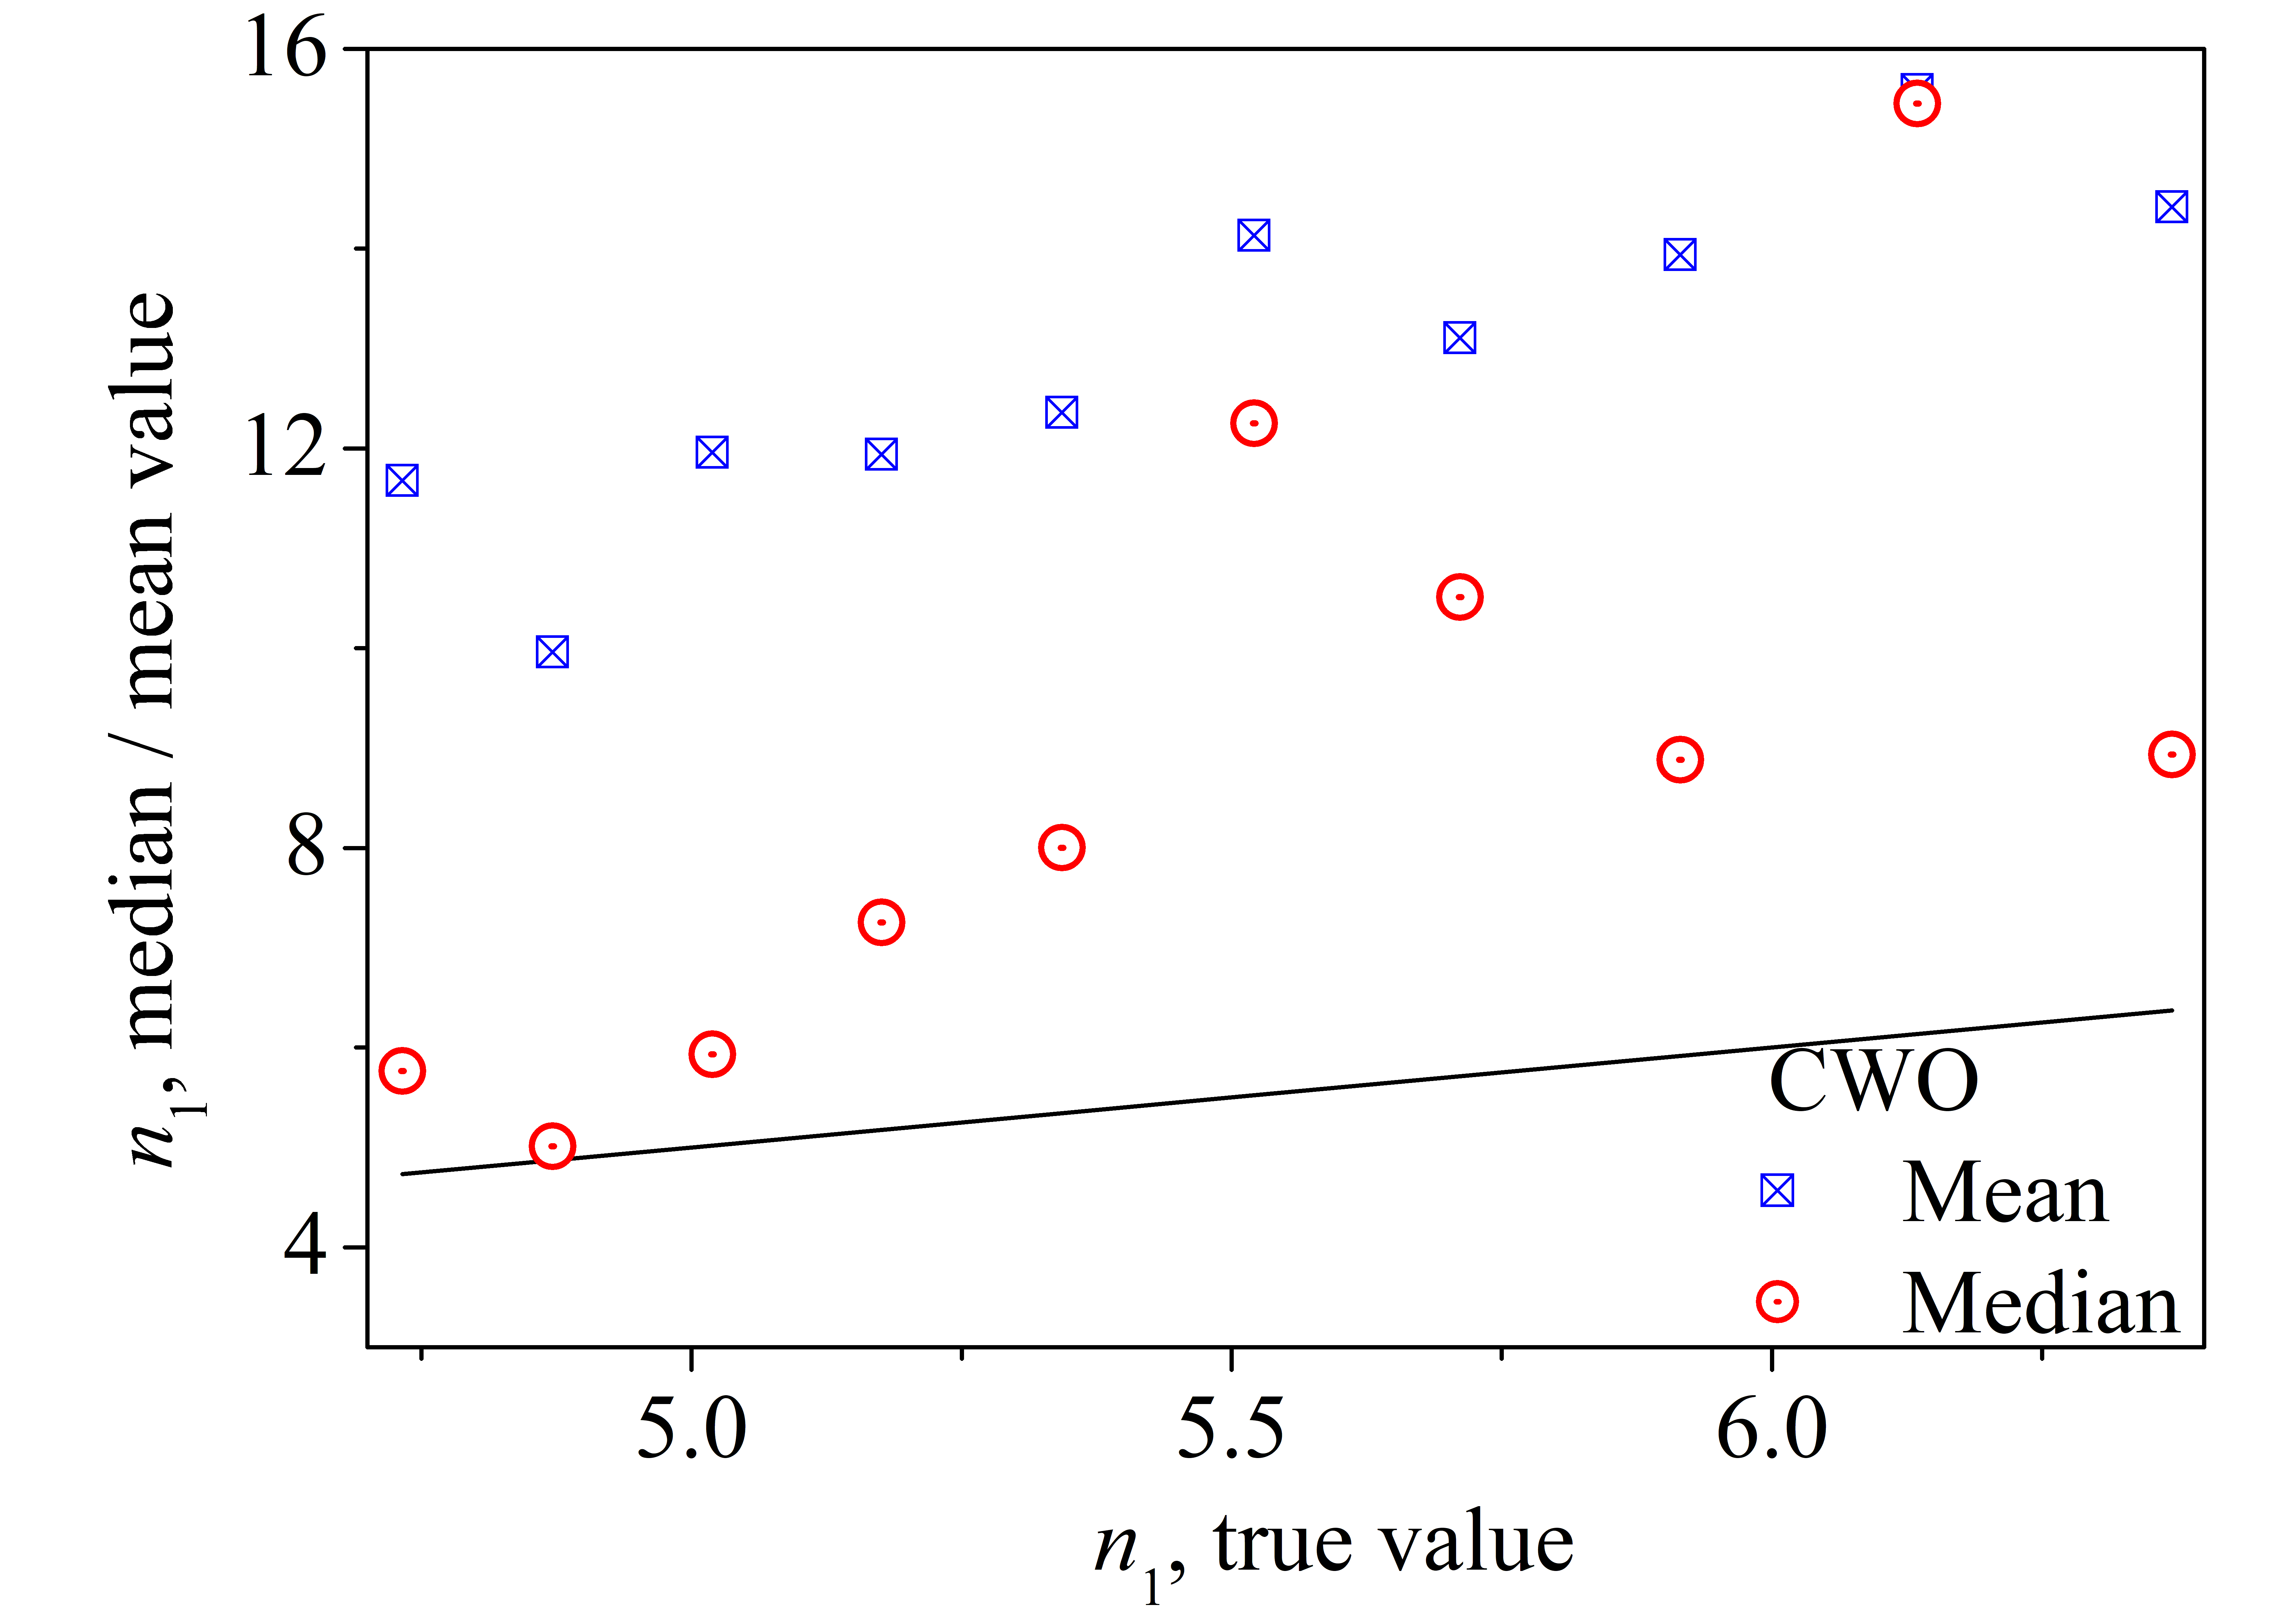 16
12
8
4
n1, median / mean value
CWO
Mean
Median
5.0
5.5
6.0
n1, true value